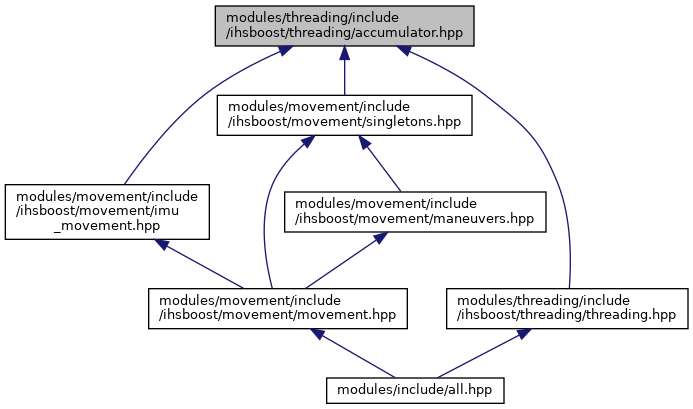 modules/threading/include
/ihsboost/threading/accumulator.hpp
modules/movement/include
/ihsboost/movement/singletons.hpp
modules/movement/include
/ihsboost/movement/imu
_movement.hpp
modules/movement/include
/ihsboost/movement/maneuvers.hpp
modules/movement/include
/ihsboost/movement/movement.hpp
modules/threading/include
/ihsboost/threading/threading.hpp
modules/include/all.hpp